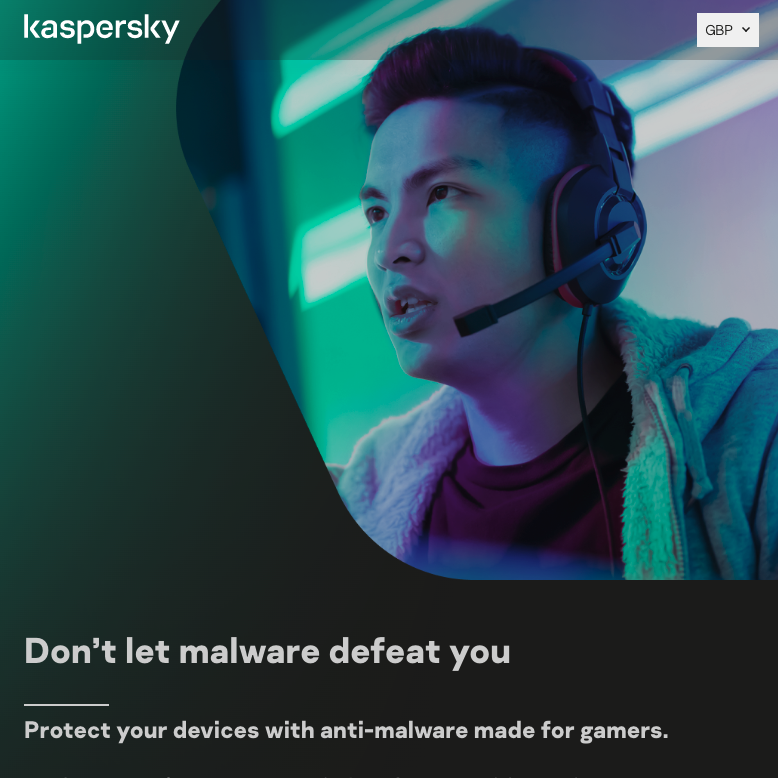 kaspersky
GBP
Don’t let malware defeat you
Protect your devices with anti-malware made for gamers.